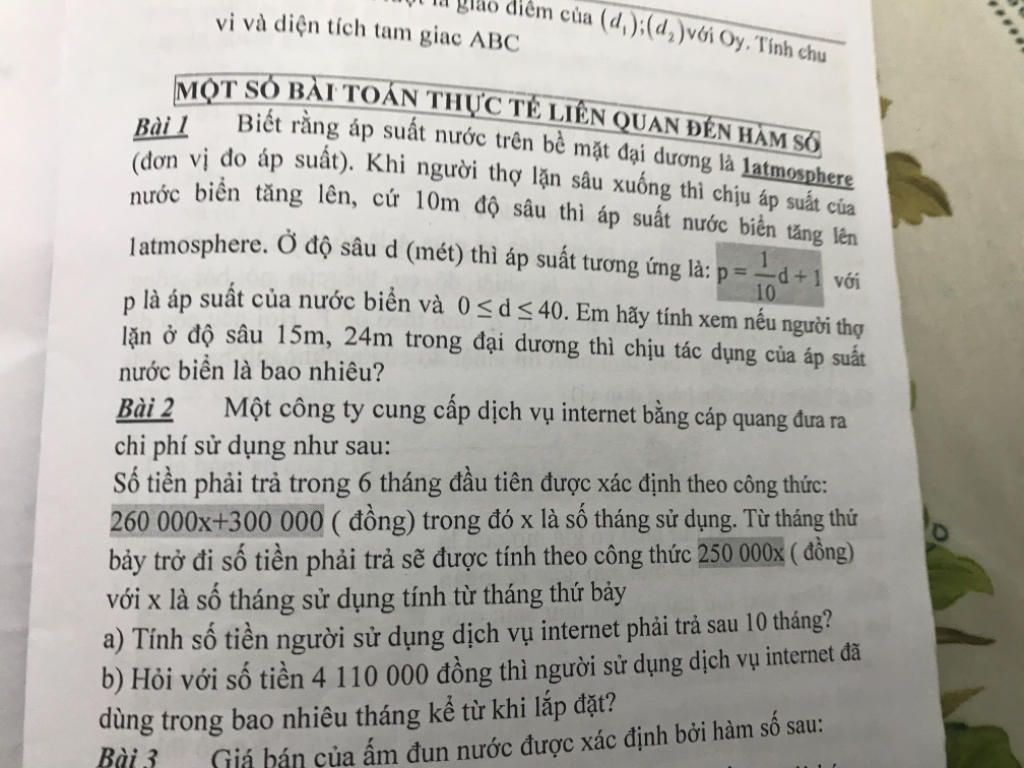 là giao điểm của (d₁);(d₂)với Oy. Tính chu
vi và diện tích tam giac ABC
MỘT SỐ BÀI TOÁN THỰC TẾ LIÊN QUAN ĐẾN HÀM SỐ
Bài 1 Biết rằng áp suất nước trên bề mặt đại dương là 1atmosphere
(đơn vị đo áp suất). Khi người thợ lặn sâu xuống thì chịu áp suất của
nước biển tăng lên, cứ 10m độ sâu thì áp suất nước biển tăng lên
1atmosphere. Ở độ sâu d (mét) thì áp suất tương ứng là: p = 1/10 d + 1 với
p là áp suất của nước biển và 0 ≤ d ≤ 40. Em hãy tính xem nếu người thợ
lặn ở độ sâu 15m, 24m trong đại dương thì chịu tác dụng của áp suất
nước biển là bao nhiêu?
Bài 2 Một công ty cung cấp dịch vụ internet bằng cáp quang đưa ra
chi phí sử dụng như sau:
Số tiền phải trả trong 6 tháng đầu tiên được xác định theo công thức:
260 000x+300 000 ( đồng) trong đó x là số tháng sử dụng. Từ tháng thứ
bảy trở đi số tiền phải trả sẽ được tính theo công thức 250 000x ( đồng)
với x là số tháng sử dụng tính từ tháng thứ bảy
a) Tính số tiền người sử dụng dịch vụ internet phải trả sau 10 tháng?
b) Hỏi với số tiền 4 110 000 đồng thì người sử dụng dịch vụ internet đã
dùng trong bao nhiêu tháng kể từ khi lắp đặt?
Bài 3 Giá bán của ấm đun nước được xác định bởi hàm số sau: